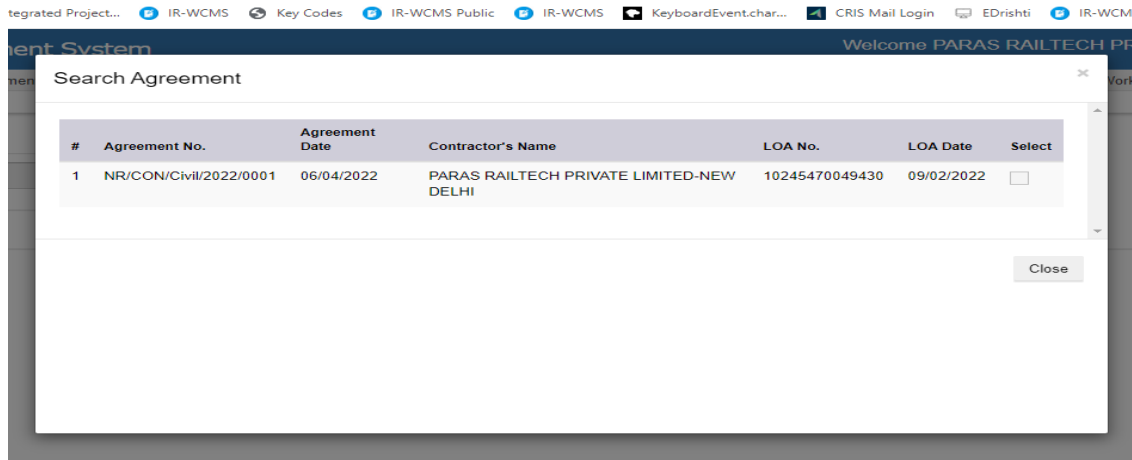 tegrated Project... IR-WCMS Key Codes IR-WCMS Public IR-WCMS KeyboardEvent.char... CRIS Mail Login EDrishti IR-WCM
ent System Welcome PARAS RAILTECH PR
men Search Agreement × Work
Agreement
# Agreement No. Date Contractor's Name LOA No. LOA Date Select
1 NR/CON/Civil/2022/0001 06/04/2022 PARAS RAILTECH PRIVATE LIMITED-NEW 10245470049430 09/02/2022
DELHI
Close